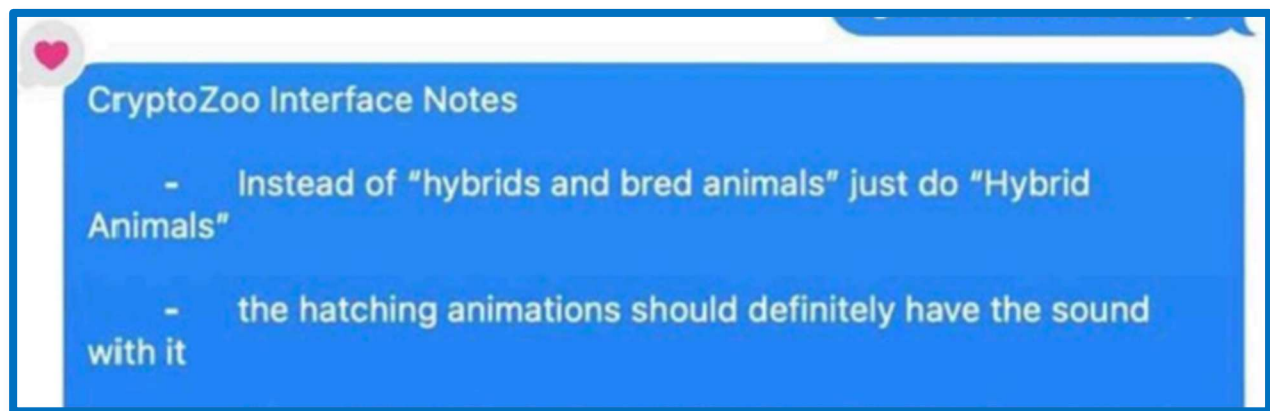 CryptoZoo Interface Notes
- Instead of “hybrids and bred animals” just do “Hybrid
Animals”
- the hatching animations should definitely have the sound
with it